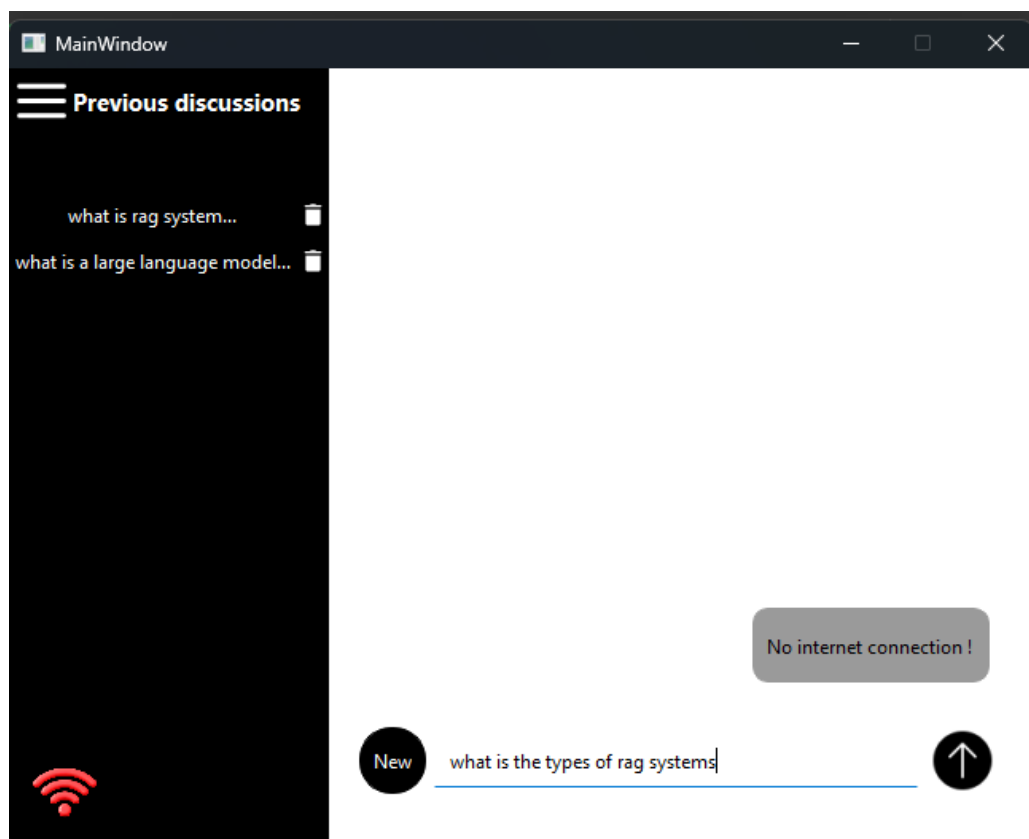 MainWindow
Previous discussions
what is rag system...
what is a large language model...
No internet connection !
New
what is the types of rag systems